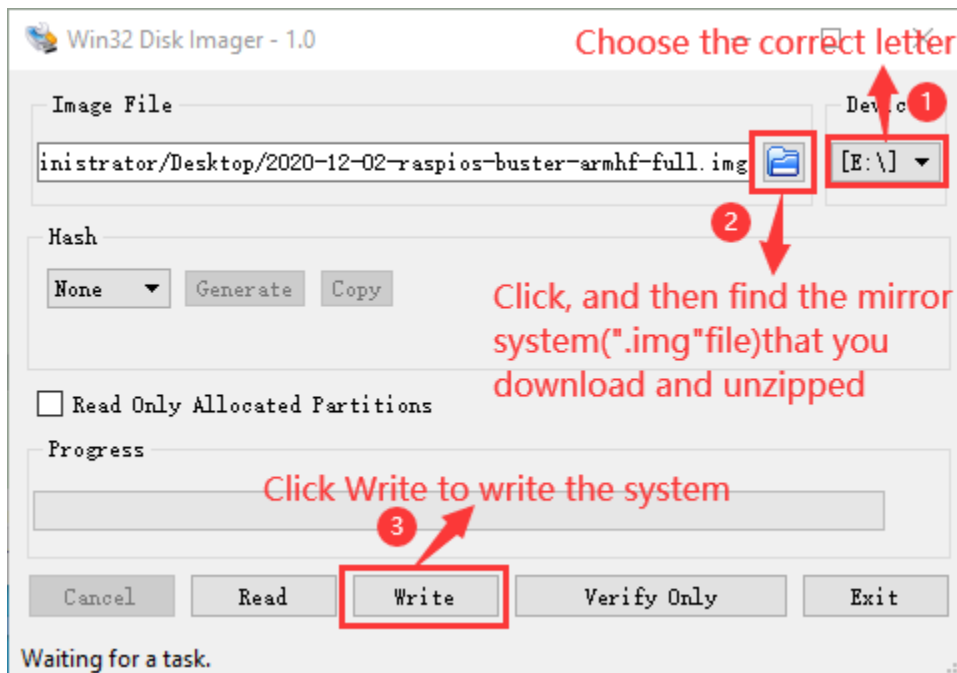 Win32 Disk Imager - 1.0
Choose the correct letter
Image File
1
inistrator/Desktop/2020-12-02-raspios-buster-armhf-full.img
[E:\]
2
Hash
None
Generate
Copy
Click, and then find the mirror
system(".img"file)that you
download and unzipped
Read Only Allocated Partitions
Progress
Click Write to write the system
3
Cancel
Read
Write
Verify Only
Exit
Waiting for a task.